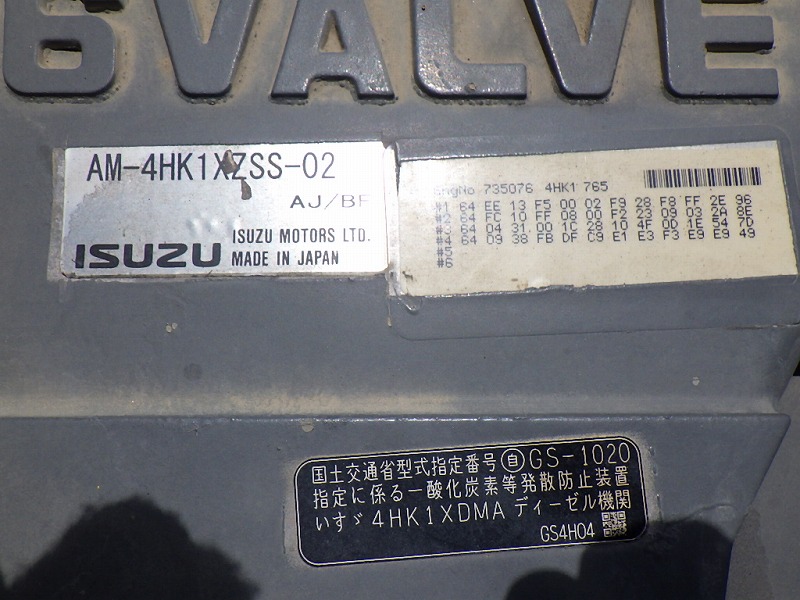 6VALVE
AM-4HK1XZSS-02
AJ/BF
ISUZU
ISUZU MOTORS LTD.
MADE IN JAPAN
EngNo 735076 4HK1 765
#1 64 EE 13 F5 00 02 F9 28 F8 FF 2E 96
#2 64 FC 10 FF 08 00 F2 23 09 03 2A 8E
#3 64 04 31 00 1C 28 10 4F 0D 1E 54 7D
#4 64 09 38 FB DF C9 E1 E3 F3 E9 E9 49
#5
#6
国土交通省型式指定番号 自 GS-1020
指定に係る一酸化炭素等発散防止装置
いすゞ 4HK1XDMA ディーゼル機関
GS4H04